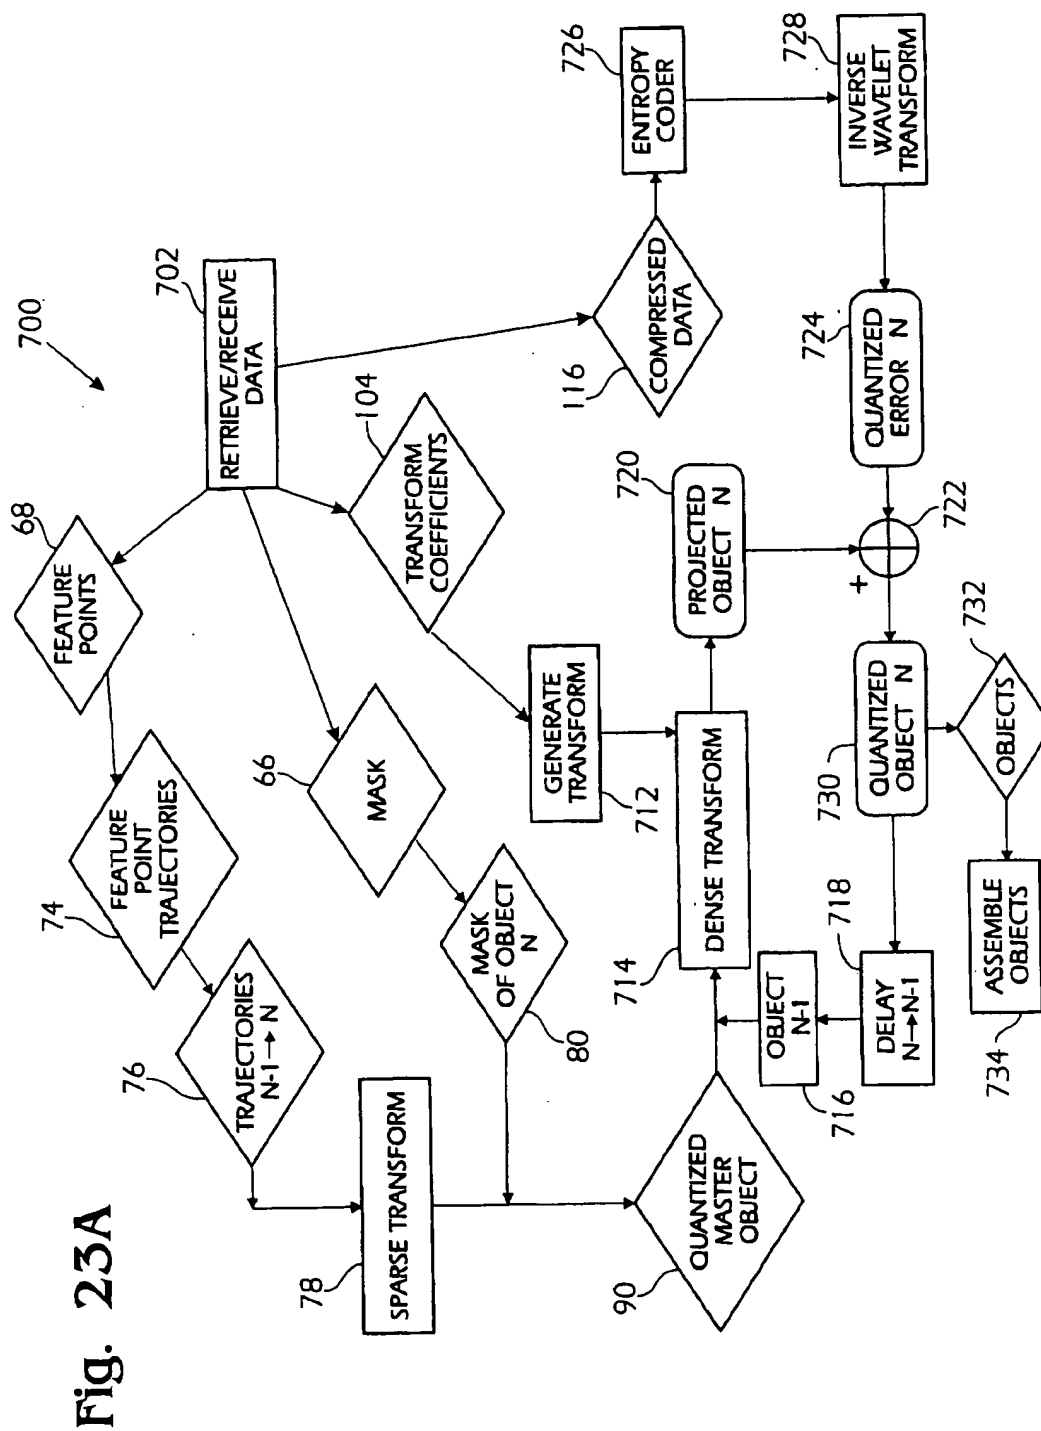 Fig. 23A
700
702
RETRIEVE/RECEIVE
DATA
68
FEATURE
POINTS
74
FEATURE
POINT
TRAJECTORIES
76
TRAJECTORIES
N-1→N
78
SPARSE TRANSFORM
66
MASK
80
MASK
OF OBJECT
N
104
TRANSFORM
COEFFICIENTS
GENERATE
TRANSFORM
712
90
QUANTIZED
MASTER
OBJECT
714
DENSE TRANSFORM
OBJECT
N-1
716
718
DELAY
N→N-1
720
PROJECTED
OBJECT N
116
COMPRESSED
DATA
726
ENTROPY
CODER
728
INVERSE
WAVELET
TRANSFORM
724
QUANTIZED
ERROR N
+
722
730
QUANTIZED
OBJECT N
732
OBJECTS
734
ASSEMBLE
OBJECTS